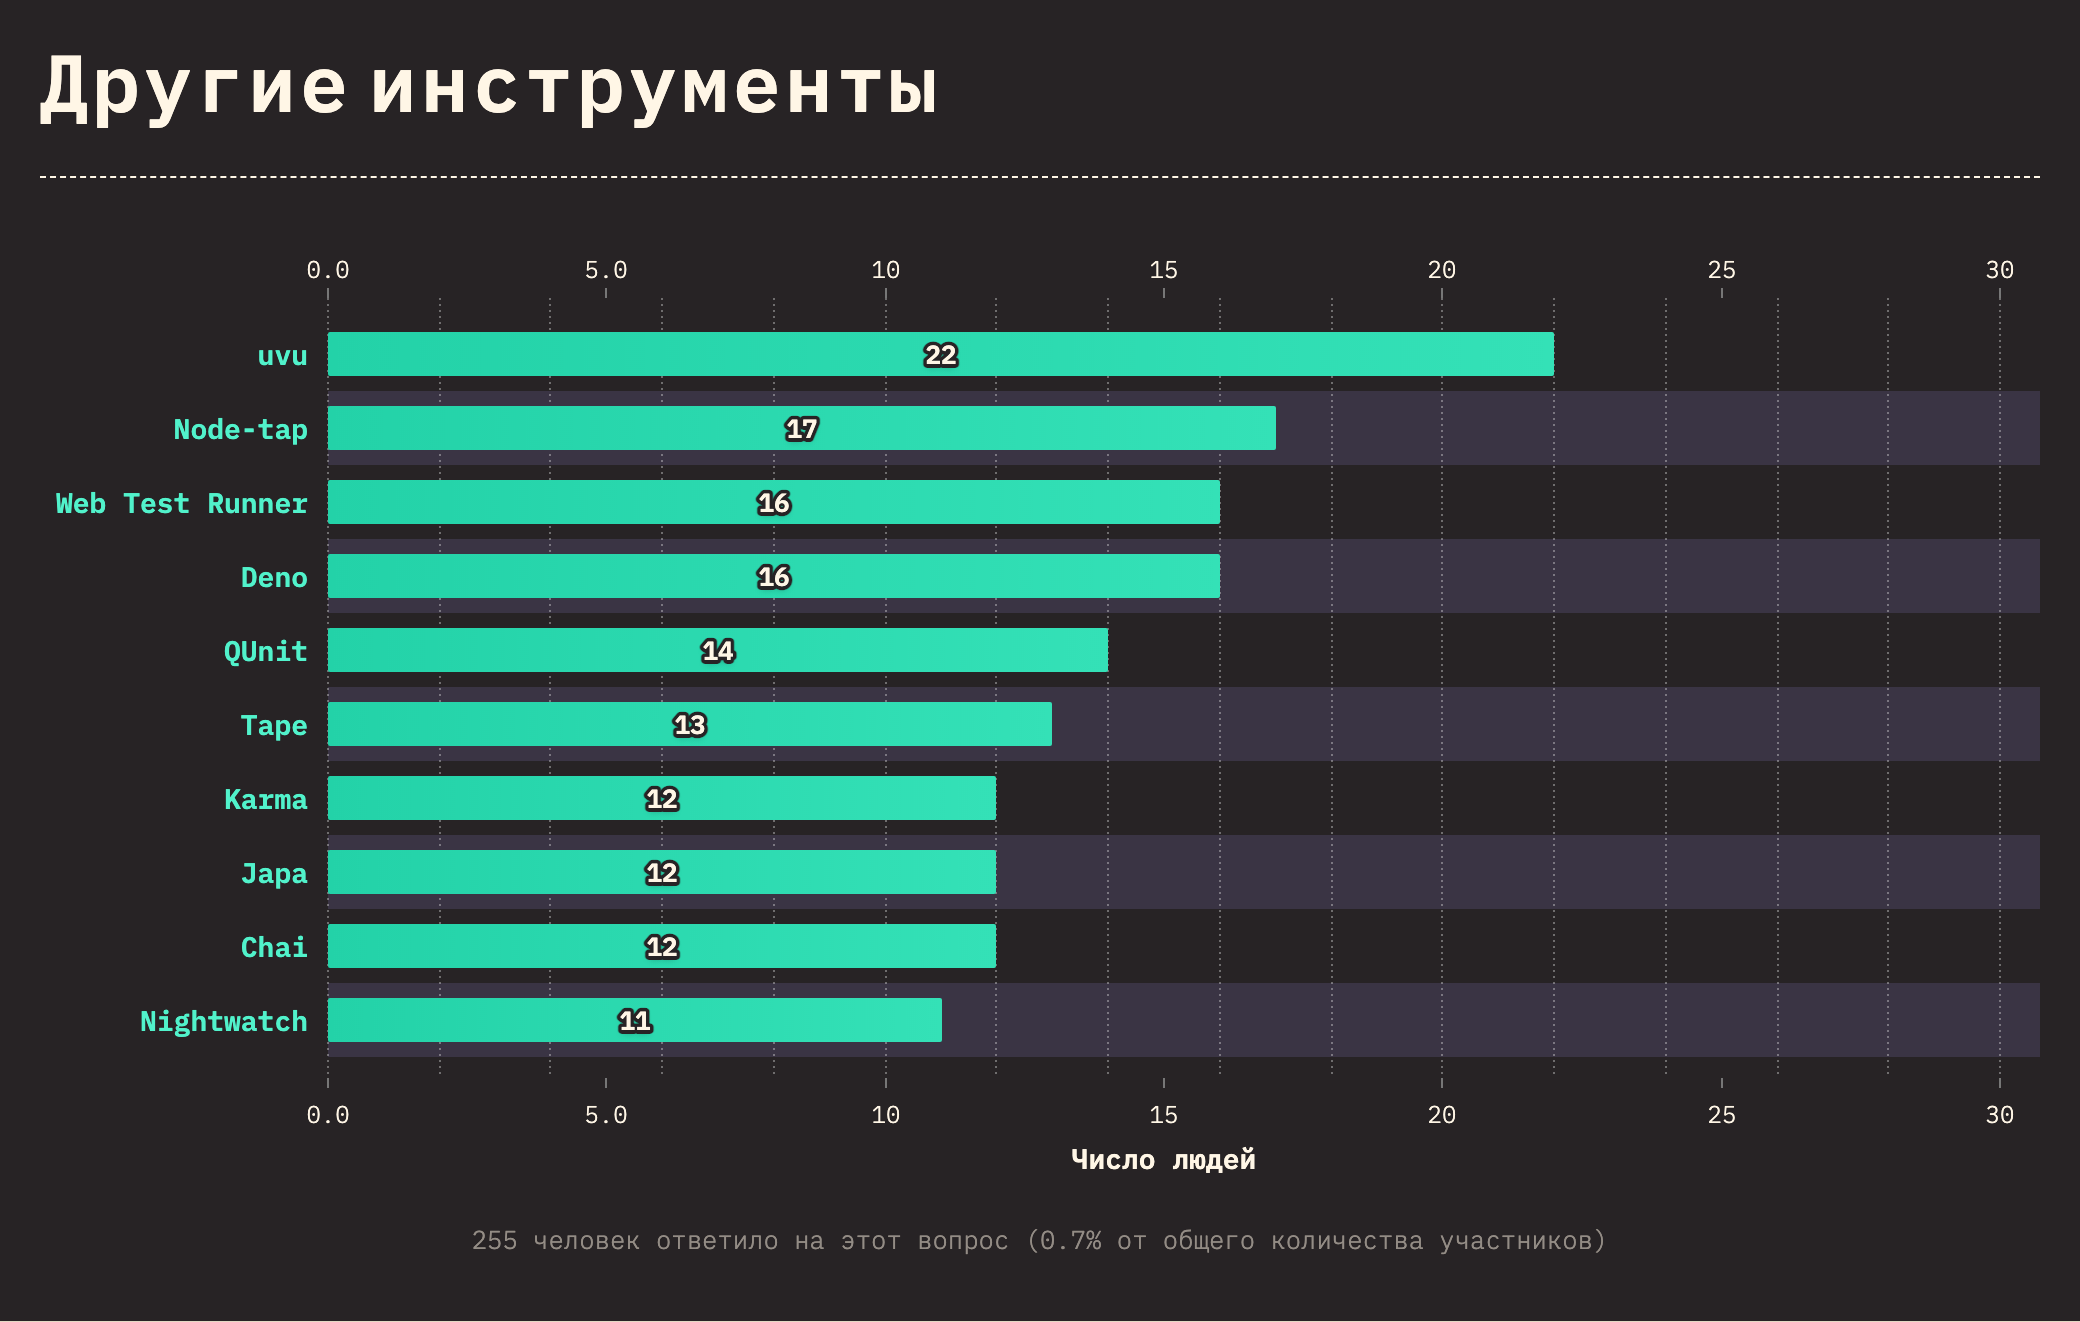 Другие инструменты
0.0 5.0 10 15 20 25 30
uvu 22
Node-tap 17
Web Test Runner 16
Deno 16
QUnit 14
Tape 13
Karma 12
Japa 12
Chai 12
Nightwatch 11
0.0 5.0 10 15 20 25 30
Число людей
255 человек ответило на этот вопрос (0.7% от общего количества участников)